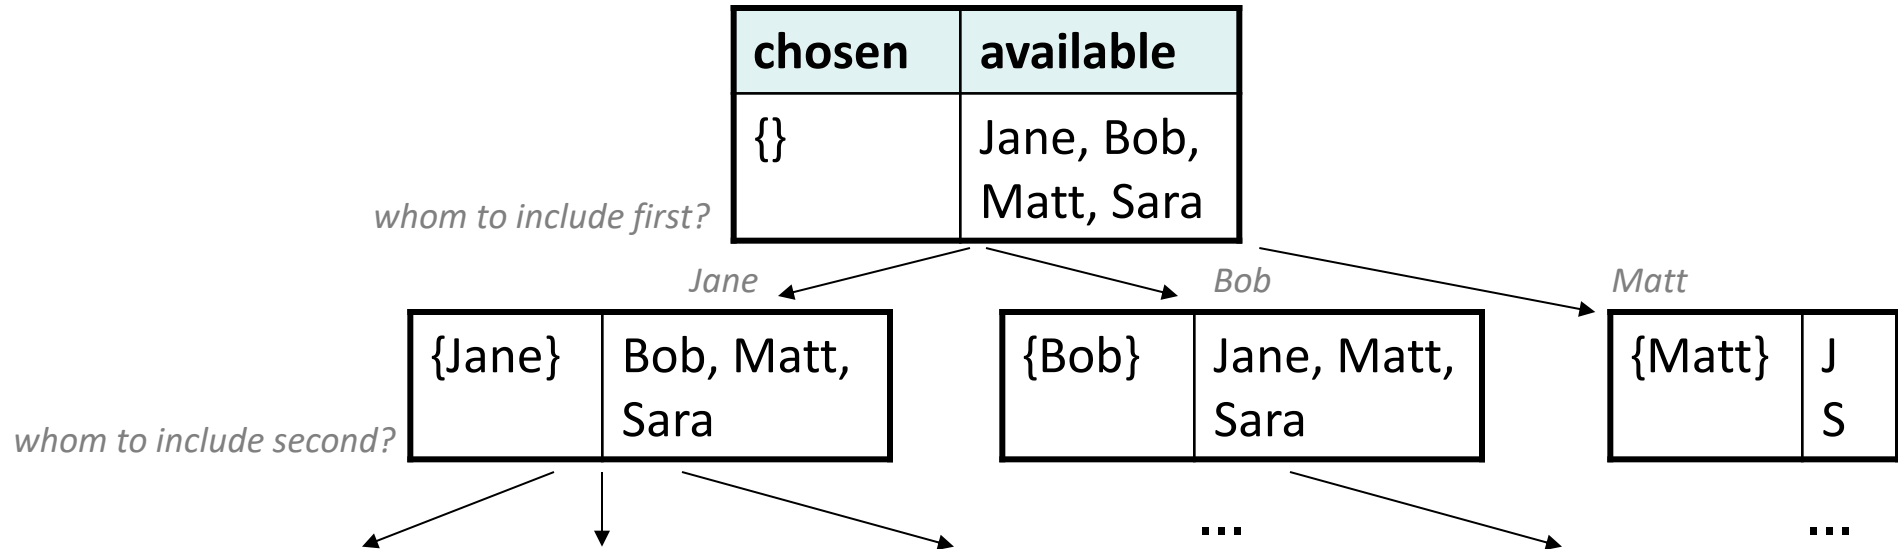 chosen available
{} Jane, Bob,
Matt, Sara
whom to include first?
Jane Bob Matt
{Jane} Bob, Matt,
Sara
{Bob} Jane, Matt,
Sara
{Matt} J
S
whom to include second?
... ...